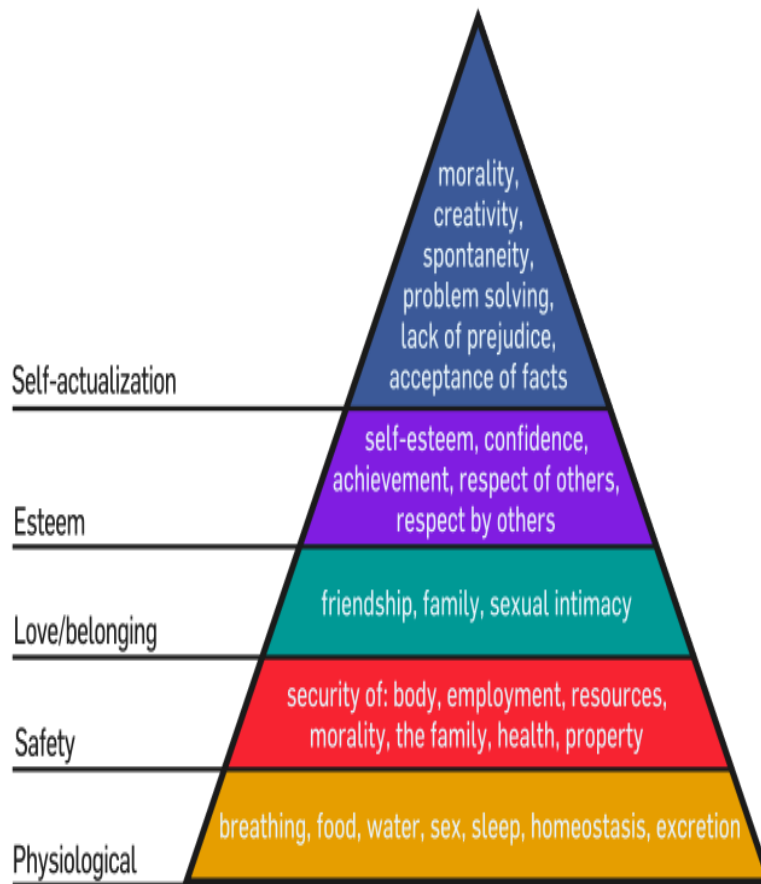 morality,
creativity,
spontaneity,
problem solving,
lack of prejudice,
acceptance of facts
Self-actualization
self-esteem, confidence,
achievement, respect of others,
respect by others
Esteem
friendship, family, sexual intimacy
Love/belonging
security of: body, employment, resources,
morality, the family, health, property
Safety
breathing, food, water, sex, sleep, homeostasis, excretion
Physiological